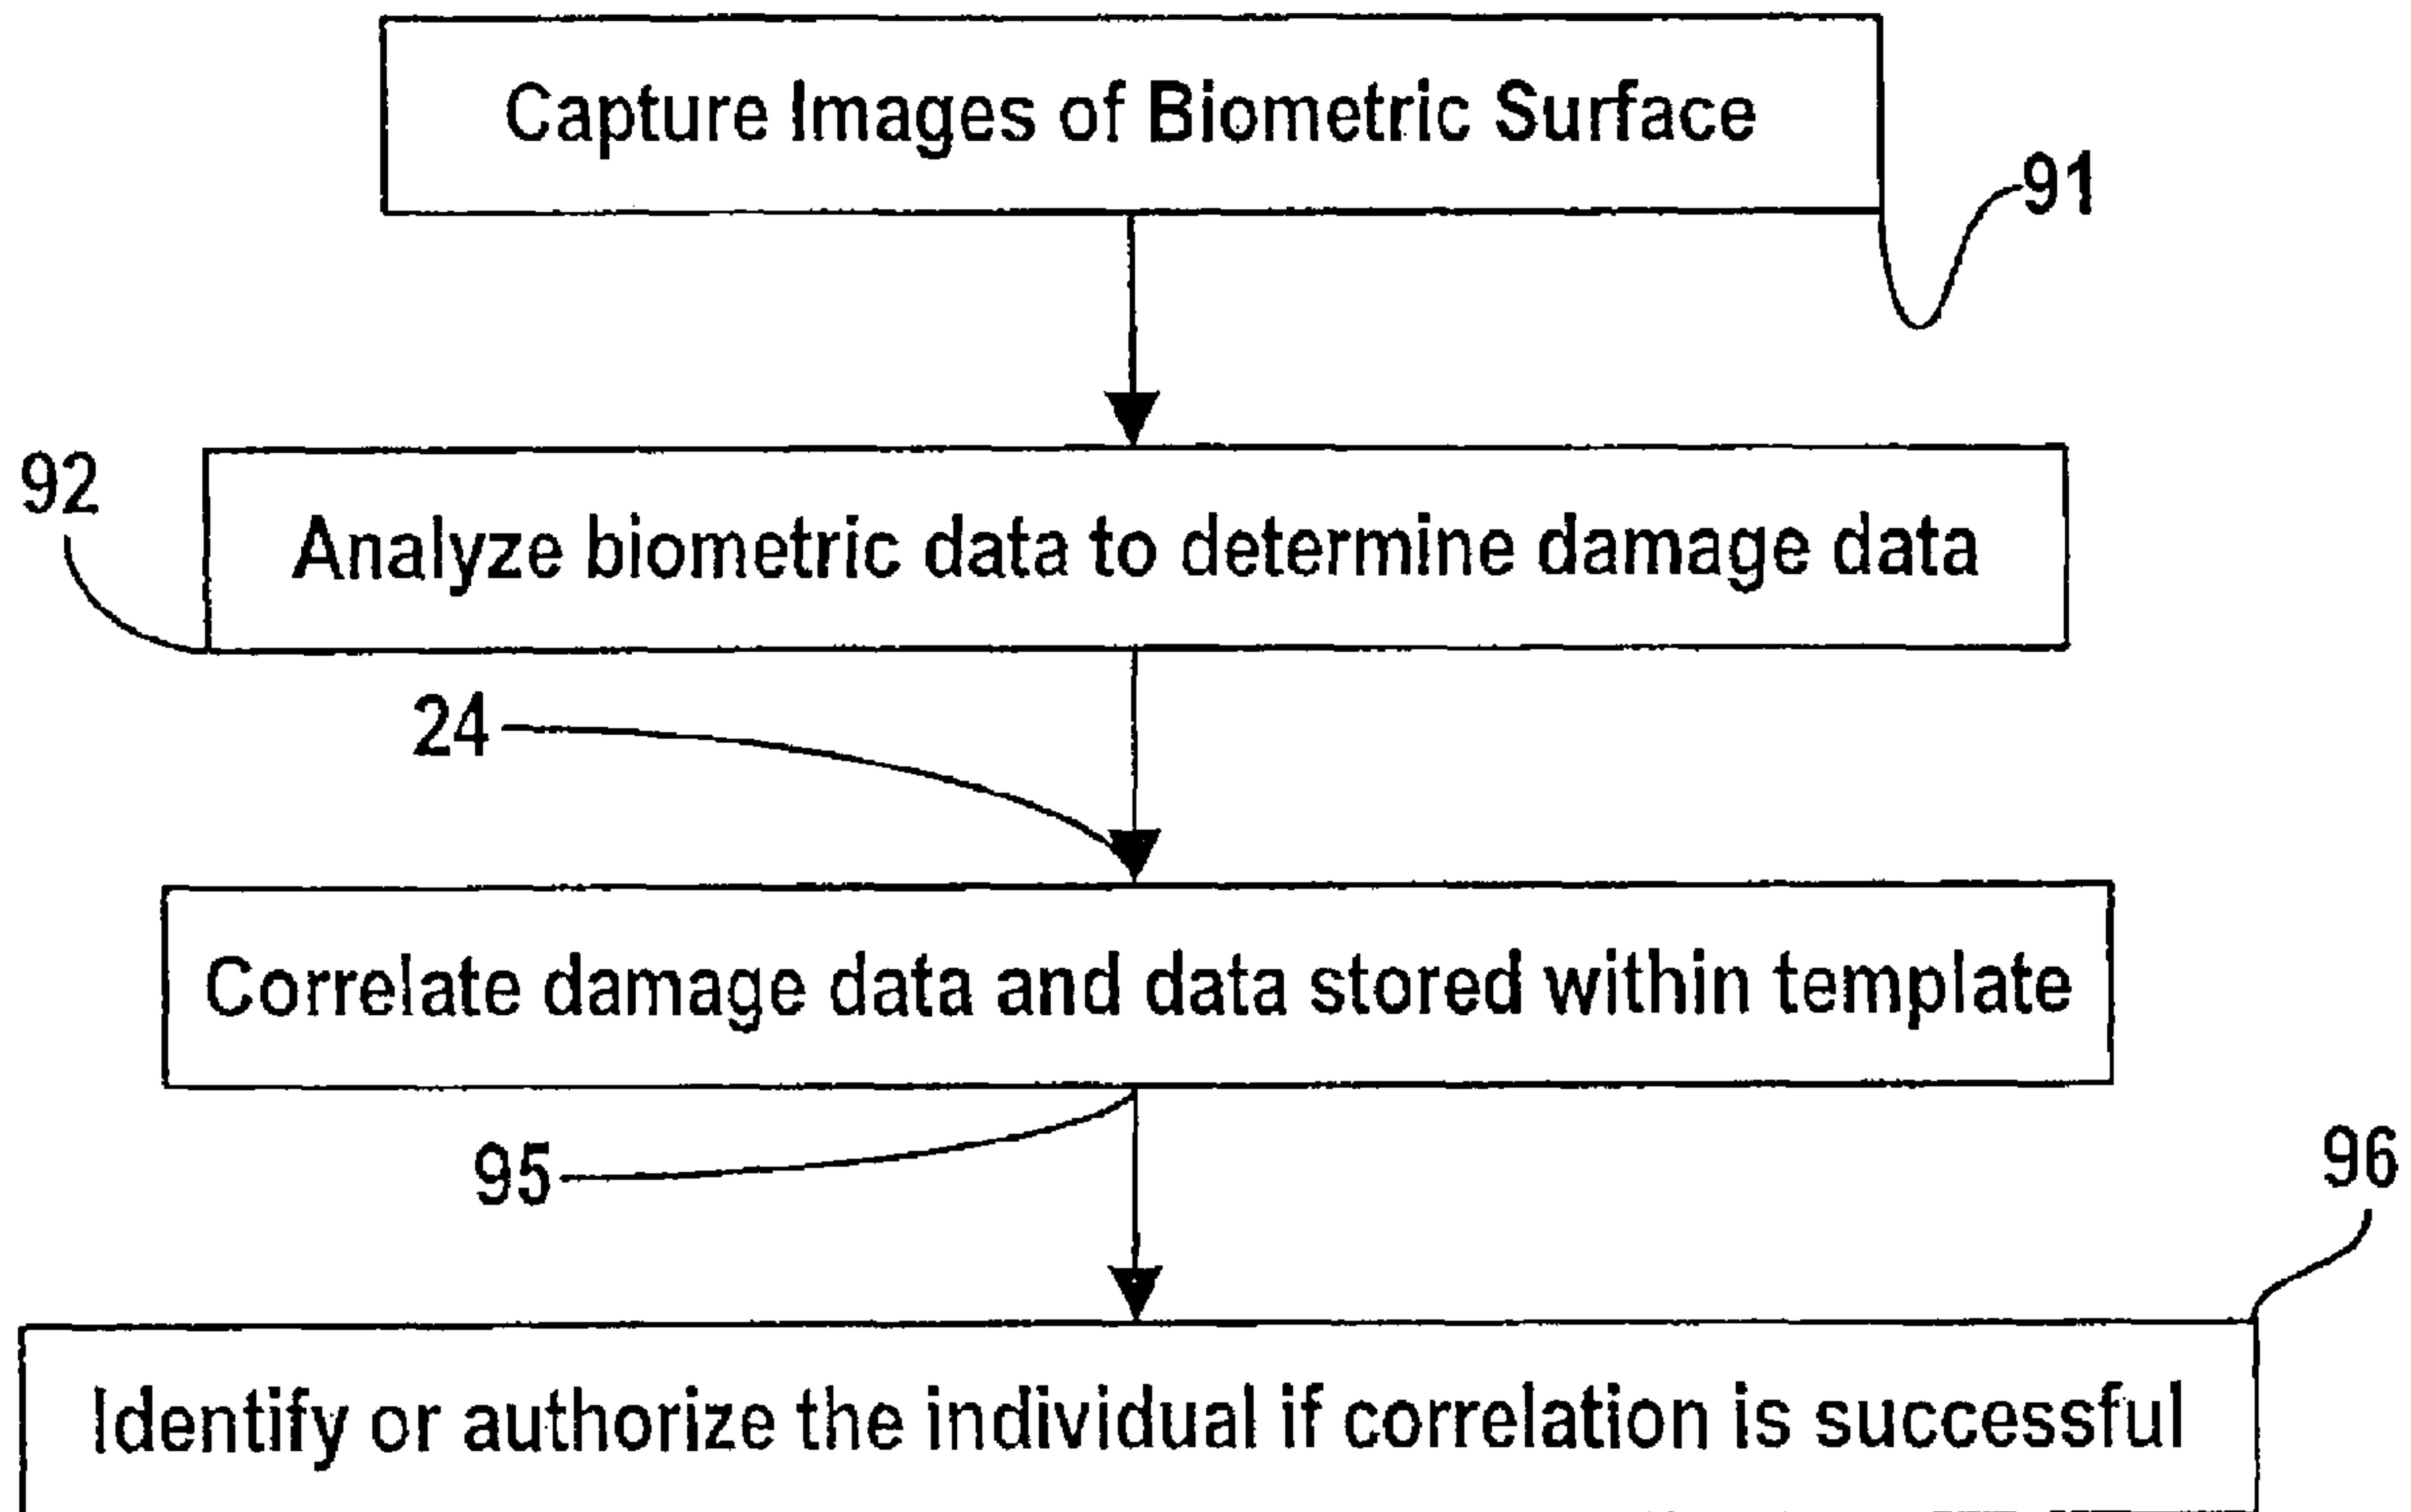 Capture Images of Biometric Surface
91
92
Analyze biometric data to determine damage data
24
Correlate damage data and data stored within template
95
96
Identify or authorize the individual if correlation is successful